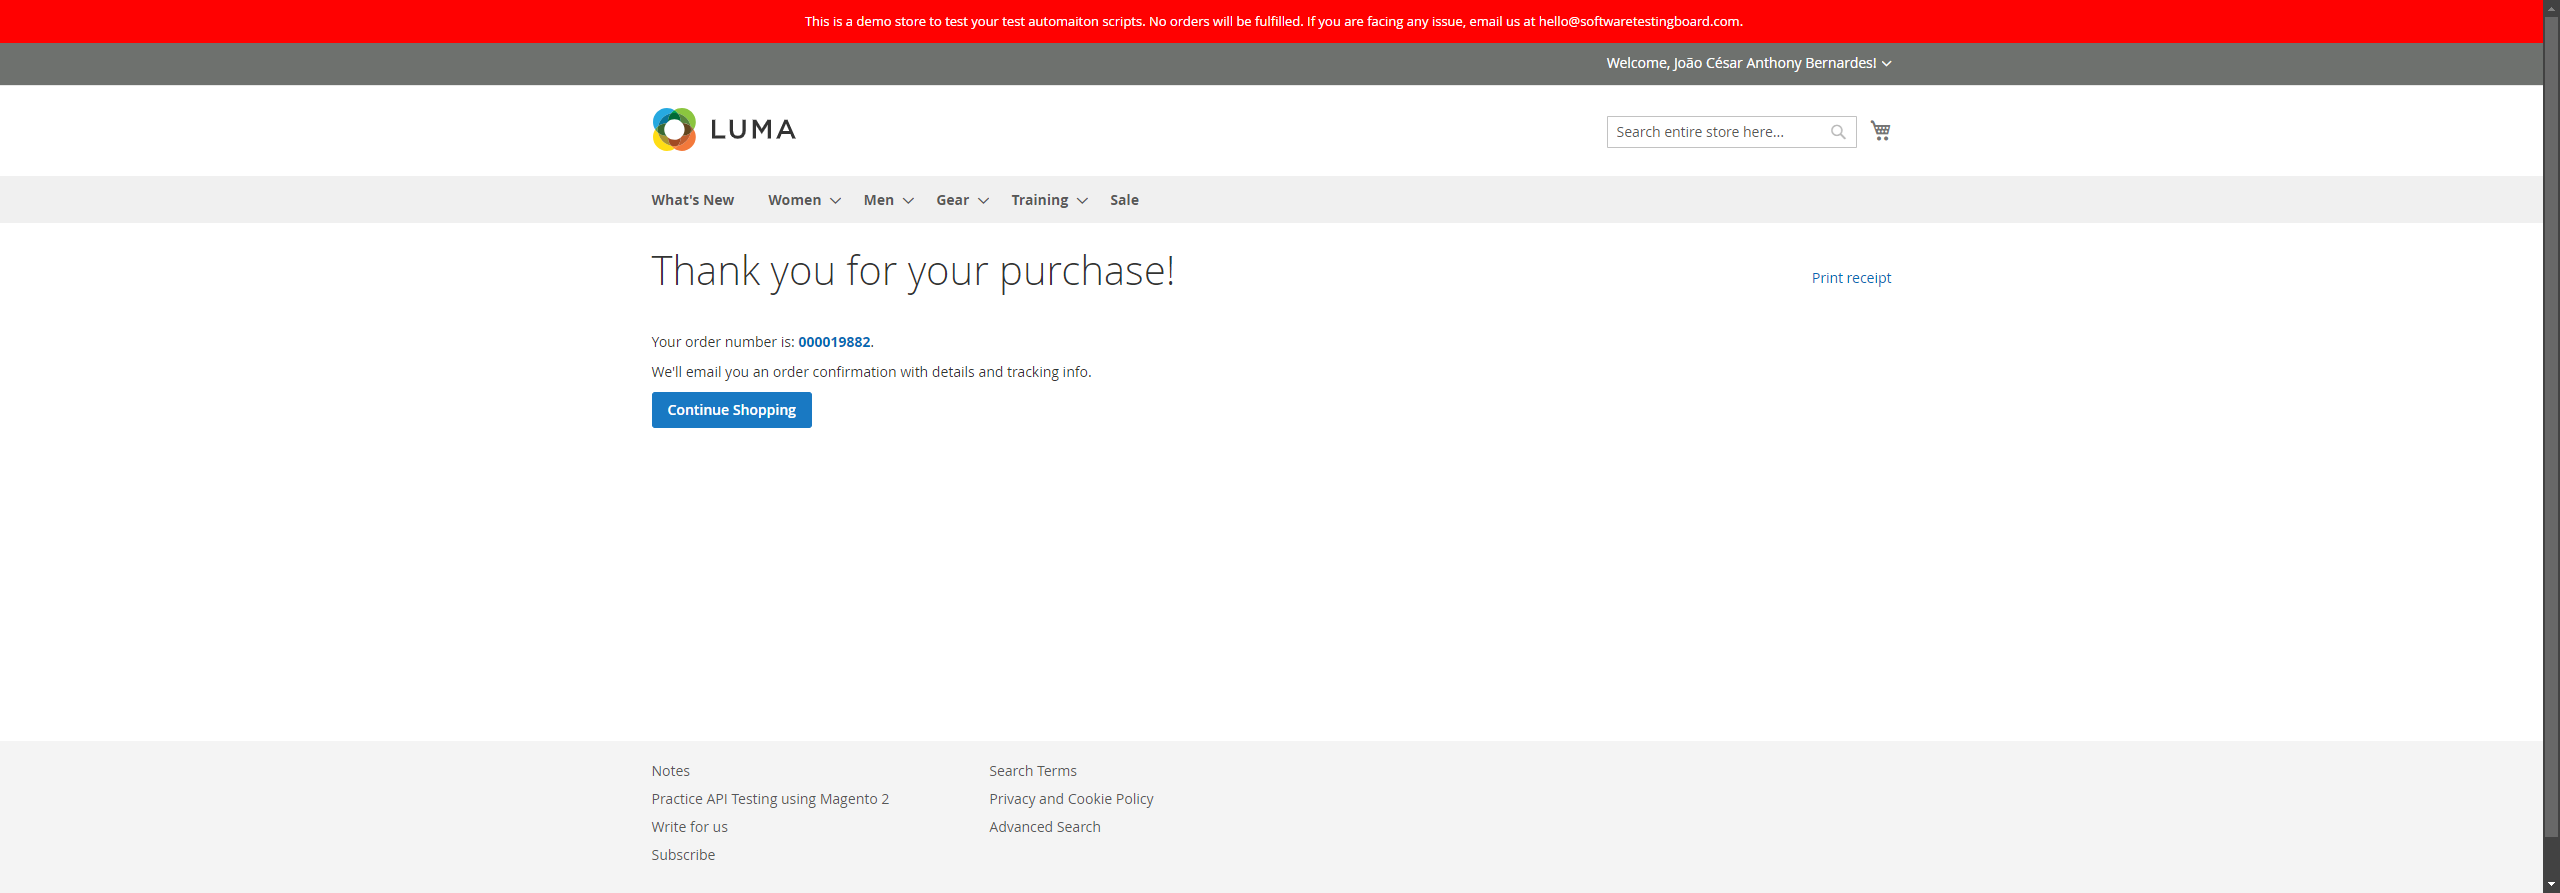 This is a demo store to test your test automaiton scripts. No orders will be fulfilled. If you are facing any issue, email us at hello@softwaretestingboard.com.
Welcome, João César Anthony Bernardes!
LUMA
Search entire store here...
What's New Women Men Gear Training Sale
Thank you for your purchase!
Print receipt
Your order number is: 000019882.
We'll email you an order confirmation with details and tracking info.
Continue Shopping
Notes
Practice API Testing using Magento 2
Write for us
Subscribe
Search Terms
Privacy and Cookie Policy
Advanced Search